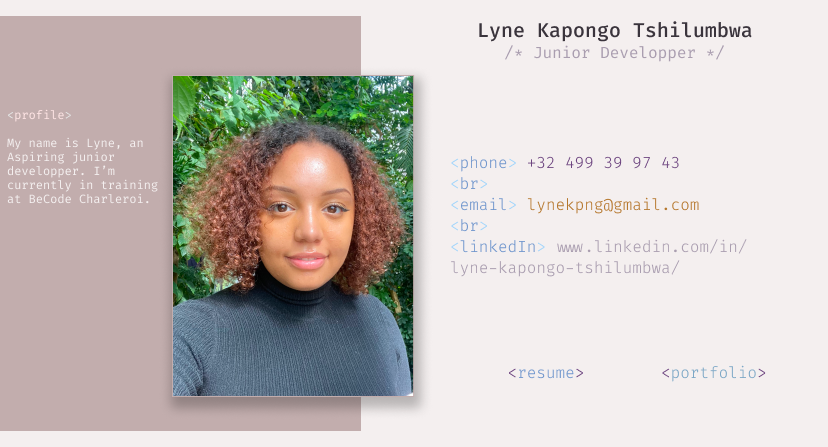 Lyne Kapongo Tshilumbwa
/* Junior Developper */
<profile>
My name is Lyne, an
Aspiring junior
developper. I’m
currently in training
at BeCode Charleroi.
<phone> +32 499 39 97 43
<br>
<email> lynekpng@gmail.com
<br>
<linkedIn> www.linkedin.com/in/
lyne-kapongo-tshilumbwa/
<resume> <portfolio>